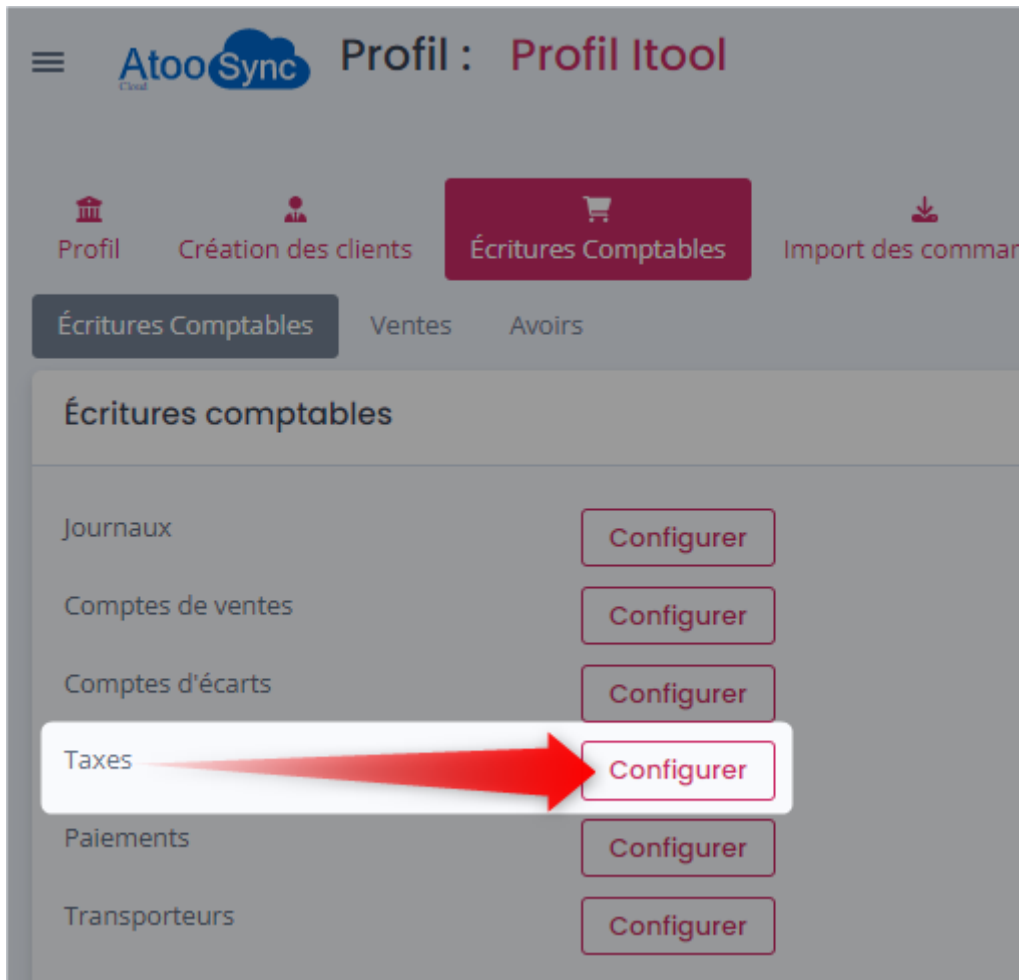 AtooSync Cloud Profil : Profil Itool
Profil Création des clients Écritures Comptables Import des comman
Écritures Comptables Ventes Avoirs
Écritures comptables
Journaux Configurer
Comptes de ventes Configurer
Comptes d'écarts Configurer
Taxes Configurer
Paiements Configurer
Transporteurs Configurer